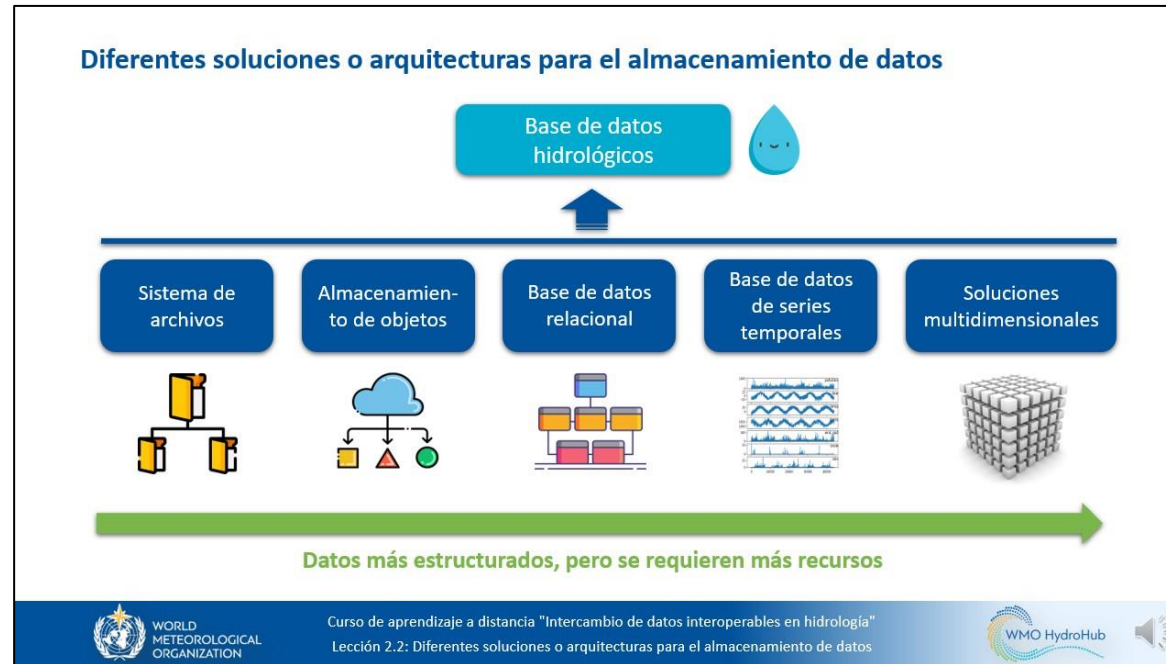 Diferentes soluciones o arquitecturas para el almacenamiento de datos
Base de datos
hidrológicos
Sistema de
archivos
Almacenamien-
to de objetos
Base de datos
relacional
Base de datos
de series
temporales
Soluciones
multidimensionales
Datos más estructurados, pero se requieren más recursos
WORLD
METEOROLOGICAL
ORGANIZATION
Curso de aprendizaje a distancia "Intercambio de datos interoperables en hidrología"
Lección 2.2: Diferentes soluciones o arquitecturas para el almacenamiento de datos
WMO HydroHub